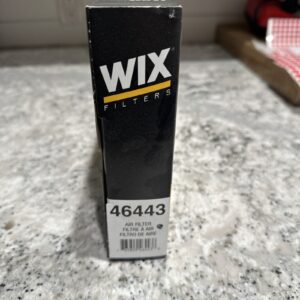 WIX
FILTERS
46443
AIR FILTER
FILTRE À AIR
FILTRO DE AIRE